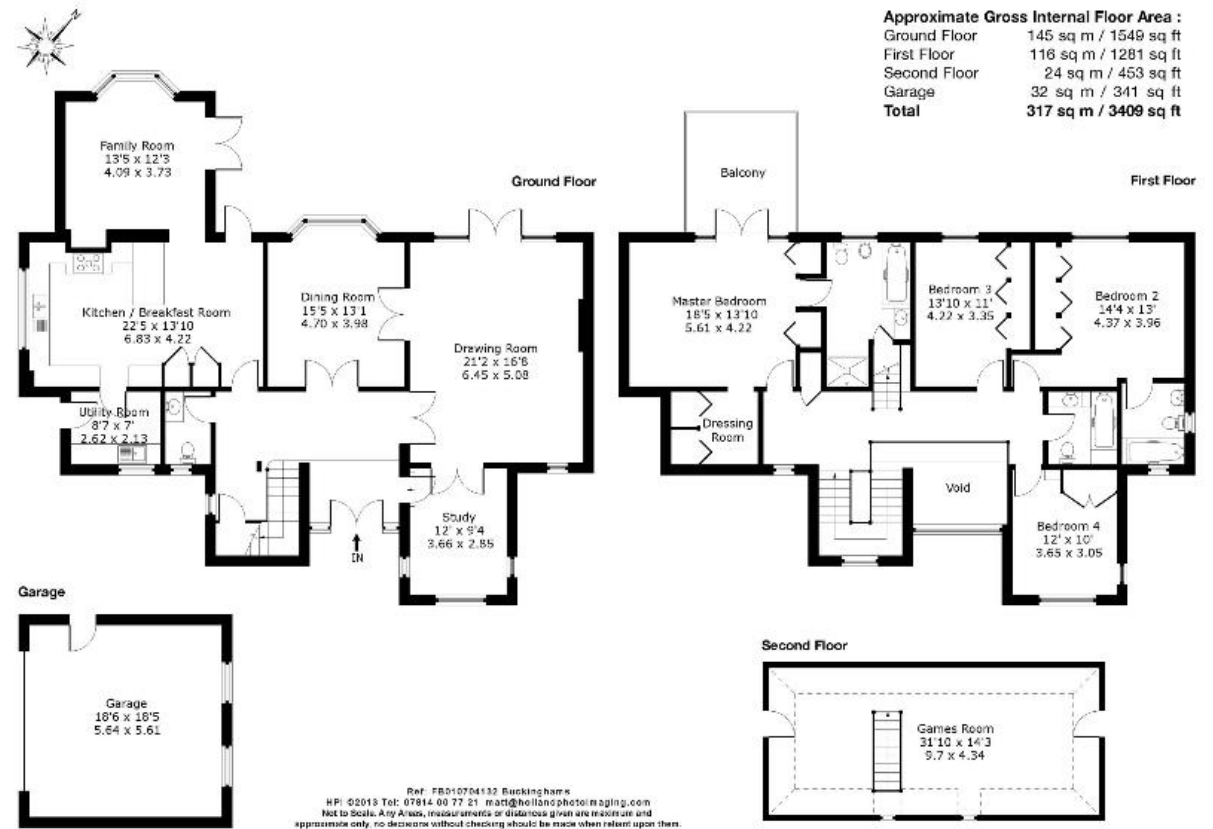 N
Approximate Gross Internal Floor Area :
Ground Floor 145 sq m / 1549 sq ft
First Floor 116 sq m / 1281 sq ft
Second Floor 24 sq m / 453 sq ft
Garage 32 sq m / 341 sq ft
Total 317 sq m / 3409 sq ft
Ground Floor
Family Room
13'5 x 12'3
4.09 x 3.73
Kitchen / Breakfast Room
22'5 x 13'10
6.83 x 4.22
Dining Room
15'5 x 13'1
4.70 x 3.98
Drawing Room
21'2 x 16'8
6.45 x 5.08
Utility Room
8'7 x 7'
2.62 x 2.13
Study
12' x 9'4
3.66 x 2.85
IN
First Floor
Balcony
Master Bedroom
18'5 x 13'10
5.61 x 4.22
Bedroom 3
13'10 x 11'
4.22 x 3.35
Bedroom 2
14'4 x 13'
4.37 x 3.96
Dressing
Room
Void
Bedroom 4
12' x 10'
3.65 x 3.05
Garage
Garage
18'6 x 18'5
5.64 x 5.61
Second Floor
Games Room
31'10 x 14'3
9.7 x 4.34
Ref: FB010704132 Buckinghams
HPI ©2013 Tel: 07814 00 77 21 matt@hollandphotoimaging.com
Not to Scale. Any Areas, measurements or distances given are maximum and
approximate only, no decisions without checking should be made when reliant upon them.